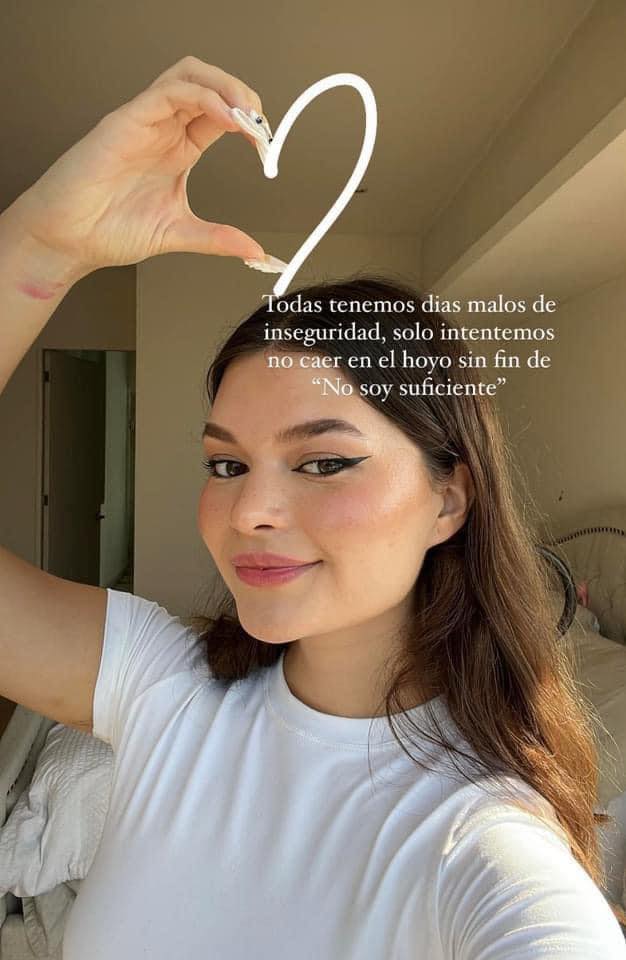 Todas tenemos dias malos de
inseguridad, solo intentemos
no caer en el hoyo sin fin de
“No soy suficiente”